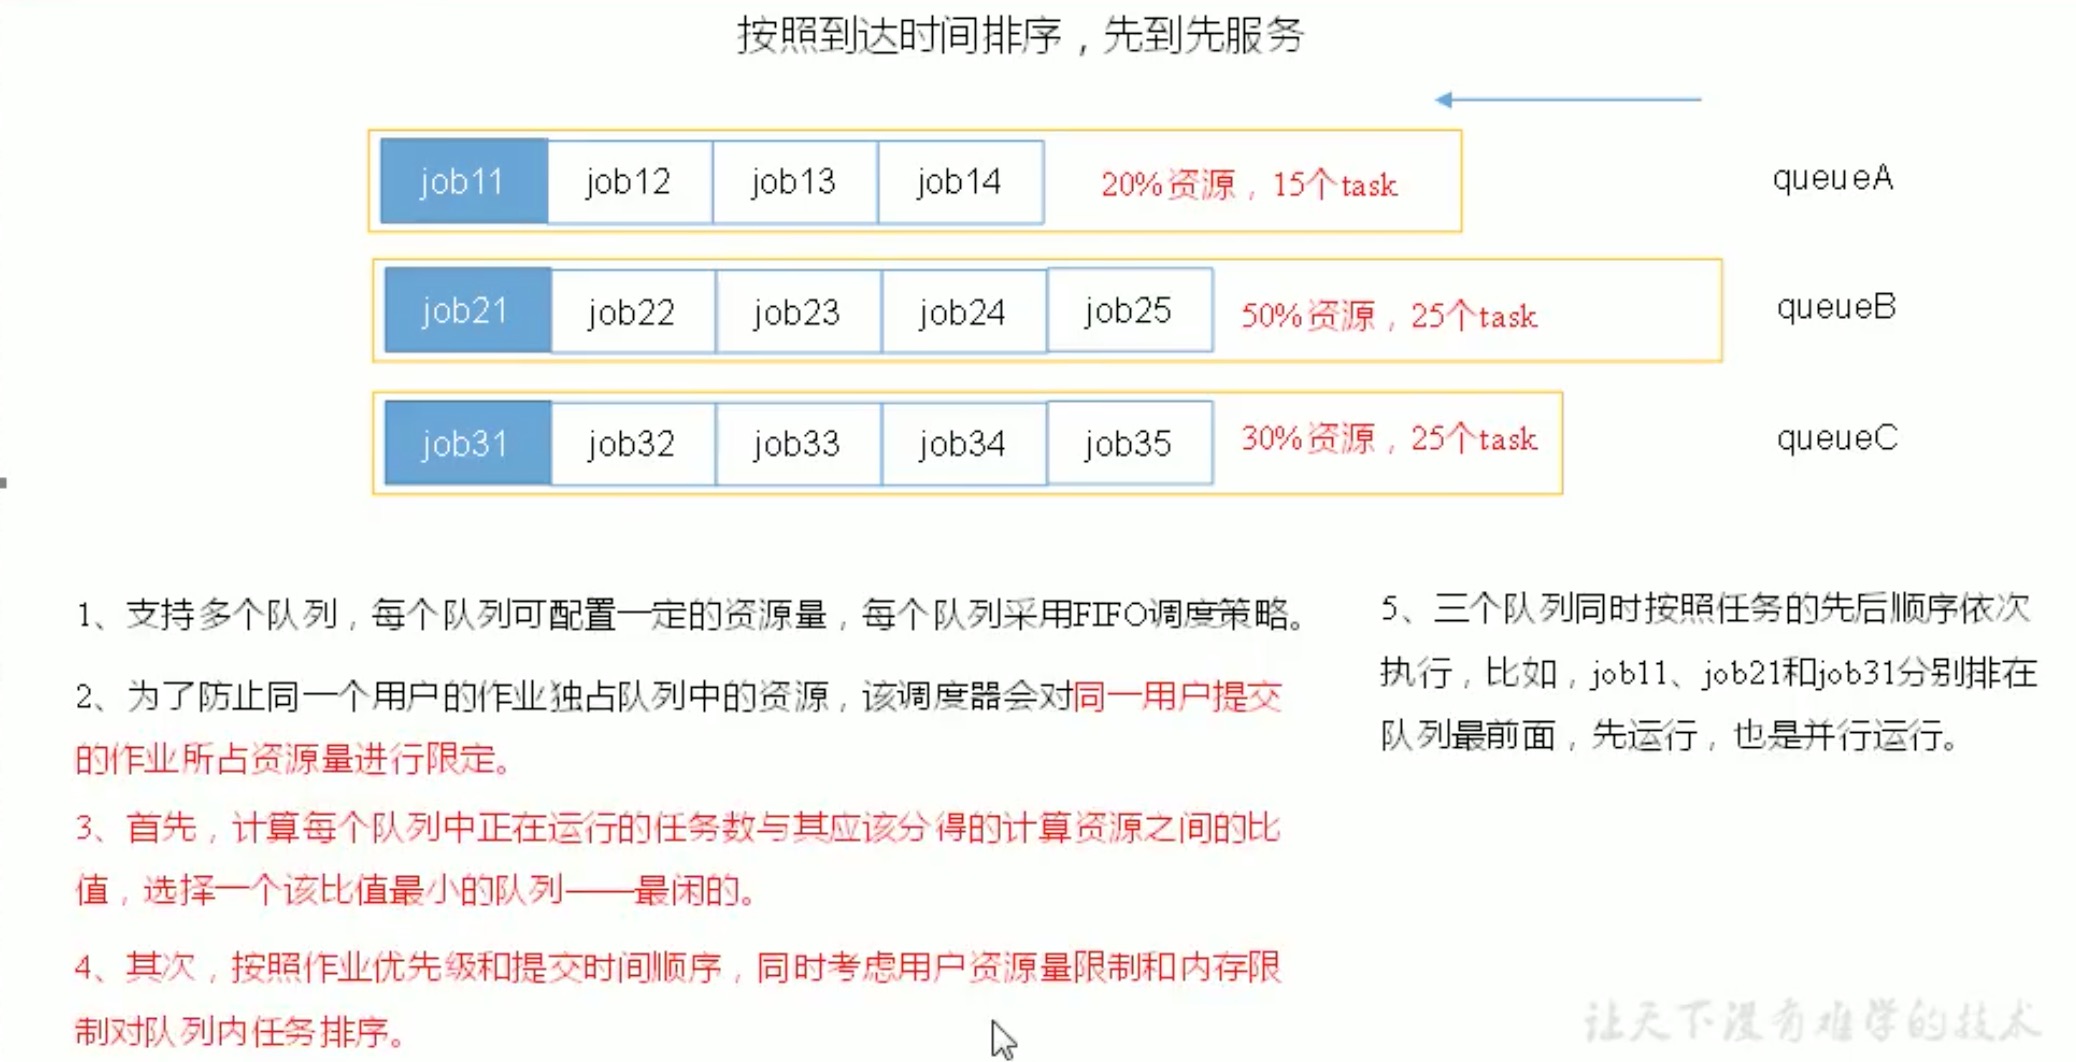 按照到达时间排序，先到先服务
job11 job12 job13 job14 20%资源，15个task queueA
job21 job22 job23 job24 job25 50%资源，25个task queueB
job31 job32 job33 job34 job35 30%资源，25个task queueC
1、支持多个队列，每个队列可配置一定的资源量，每个队列采用FIFO调度策略。
2、为了防止同一个用户的作业独占队列中的资源，该调度器会对同一用户提交
的作业所占资源量进行限定。
3、首先，计算每个队列中正在运行的任务数与其应该分得的计算资源之间的比
值，选择一个该比值最小的队列——最闲的。
4、其次，按照作业优先级和提交时间顺序，同时考虑用户资源量限制和内存限
制对队列内任务排序。
5、三个队列同时按照任务的先后顺序依次
执行，比如，job11、job21和job31分别排在
队列最前面，先运行，也是并行运行。
让天下没有难学的技术